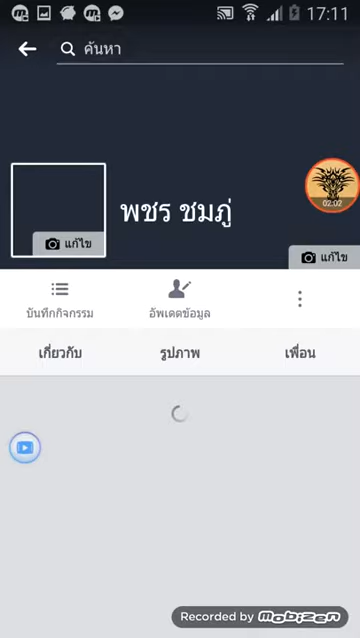 17:11
ค้นหา
02:02
พชร ชมภู่
แก้ไข
แก้ไข
บันทึกกิจกรรม
อัพเดตข้อมูล
เกี่ยวกับ
รูปภาพ
เพื่อน
Recorded by MOBIZEN